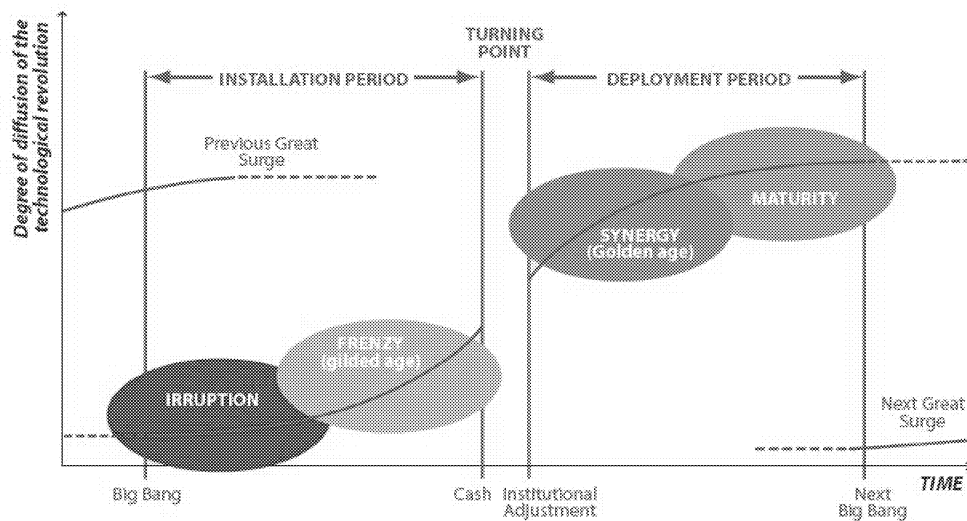 Degree of diffusion of the
technological revolution
TURNING
POINT
INSTALLATION PERIOD
DEPLOYMENT PERIOD
Previous Great
Surge
IRRUPTION
FRENZY
(gilded age)
SYNERGY
(Golden age)
MATURITY
Next Great
Surge
TIME
Big Bang
Cash
Institutional
Adjustment
Next
Big Bang